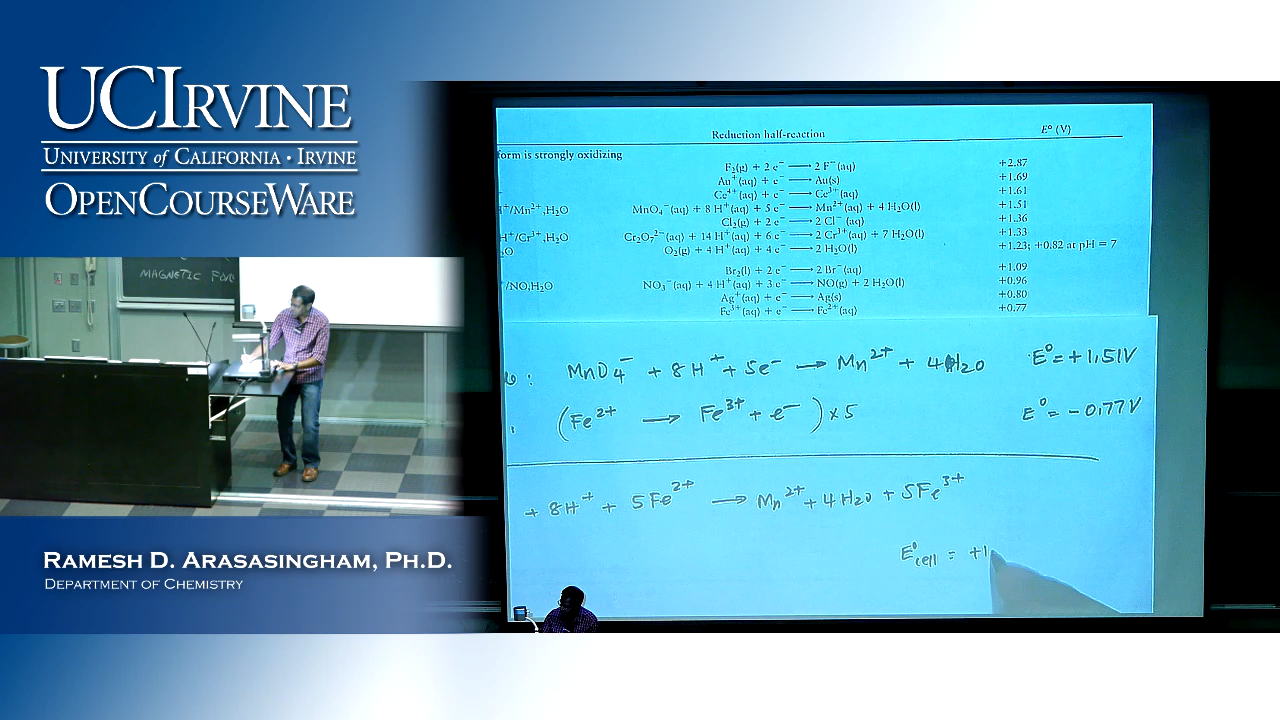 UCIRVINE
UNIVERSITY of CALIFORNIA · IRVINE
OPENCOURSEWARE
MAGNETIC
RAMESH D. ARASASINGHAM, PH.D.
DEPARTMENT OF CHEMISTRY
Reduction half-reaction E° (V)
form is strongly oxidizing
F₂(g) + 2 e⁻ ⟶ 2 F⁻(aq) +2.87
Au⁺(aq) + e⁻ ⟶ Au(s) +1.69
Ce⁴⁺(aq) + e⁻ ⟶ Ce³⁺(aq) +1.61
/Mn²⁺,H₂O MnO₄⁻(aq) + 8 H⁺(aq) + 5 e⁻ ⟶ Mn²⁺(aq) + 4 H₂O(l) +1.51
Cl₂(g) + 2 e⁻ ⟶ 2 Cl⁻(aq) +1.36
/Cr³⁺,H₂O Cr₂O₇²⁻(aq) + 14 H⁺(aq) + 6 e⁻ ⟶ 2 Cr³⁺(aq) + 7 H₂O(l) +1.33
O₂(g) + 4 H⁺(aq) + 4 e⁻ ⟶ 2 H₂O(l) +1.23; +0.82 at pH = 7
Br₂(l) + 2 e⁻ ⟶ 2 Br⁻(aq) +1.09
/NO,H₂O NO₃⁻(aq) + 4 H⁺(aq) + 3 e⁻ ⟶ NO(g) + 2 H₂O(l) +0.96
Ag⁺(aq) + e⁻ ⟶ Ag(s) +0.80
Fe³⁺(aq) + e⁻ ⟶ Fe²⁺(aq) +0.77
: MnO₄⁻ + 8H⁺ + 5e⁻ ⟶ Mn²⁺ + 4H₂O E° = +1.51V
(Fe²⁺ ⟶ Fe³⁺ + e⁻) × 5 E° = -0.77V
+ 8H⁺ + 5Fe²⁺ ⟶ Mn²⁺ + 4H₂O + 5Fe³⁺
E°cell = +1